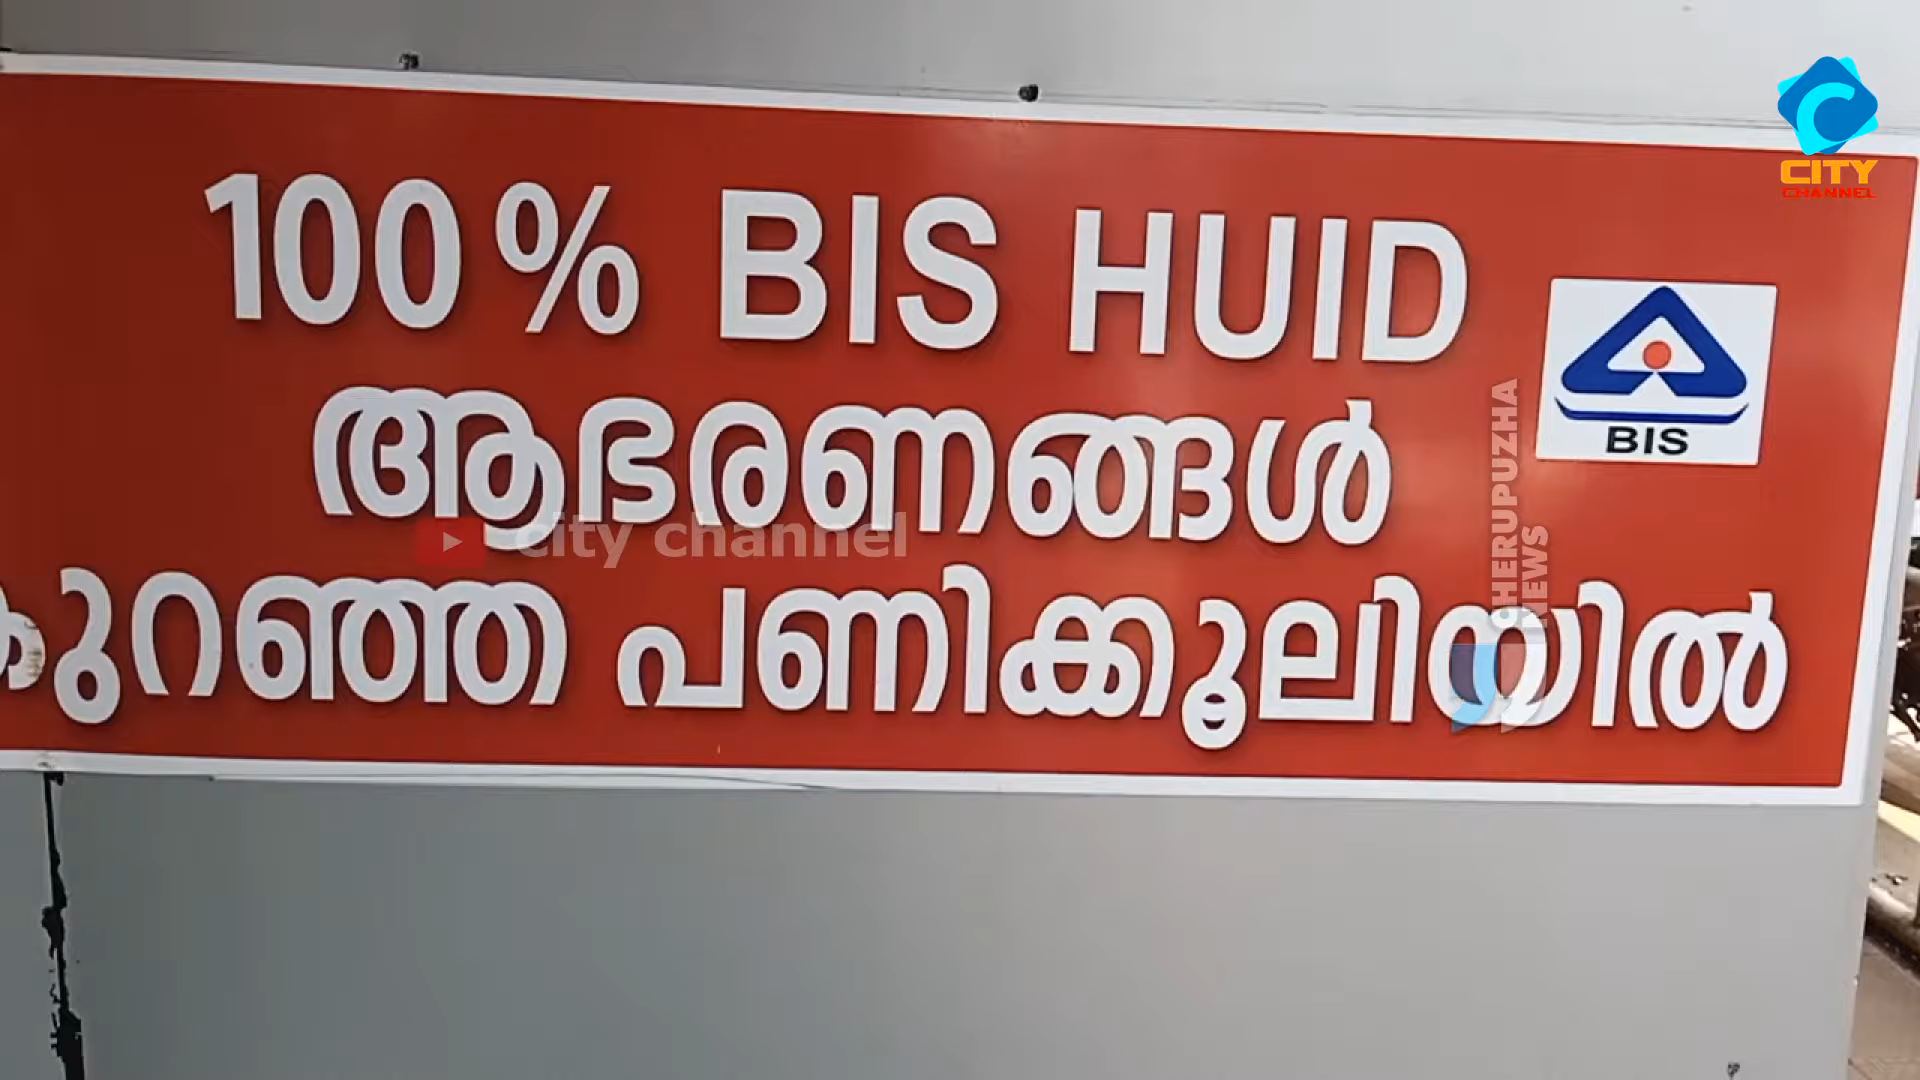 100% BIS HUID
ആഭരണങ്ങൾ
കുറഞ്ഞ പണിക്കൂലിയിൽ
BIS
CITY
CHANNEL
city channel
CHERUPUZHA
NEWS